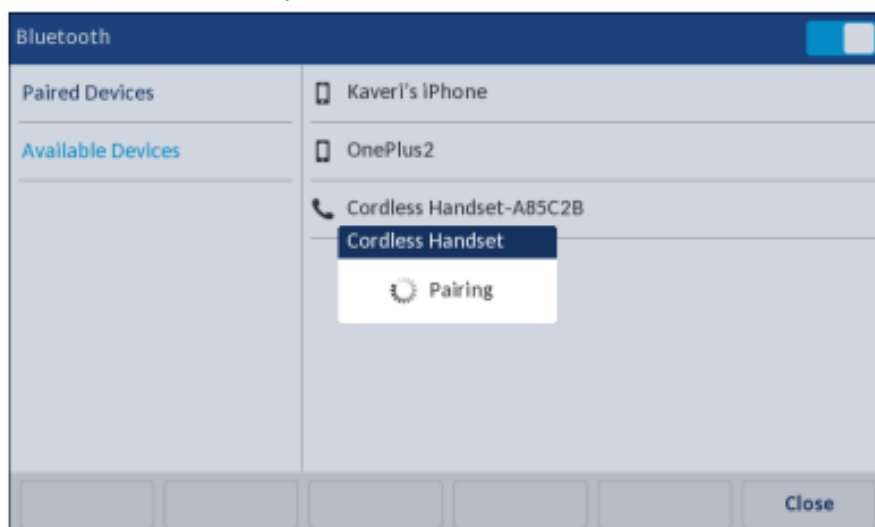 Bluetooth
Paired Devices
Available Devices
Kaveri's iPhone
OnePlus2
Cordless Handset-A85C2B
Cordless Handset
Pairing
Close